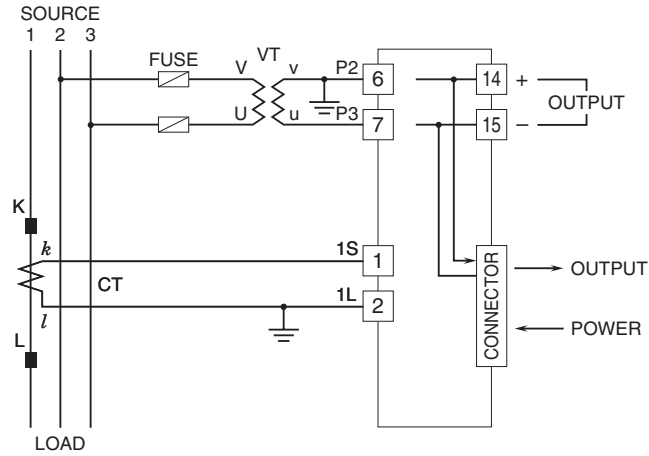 SOURCE
1 2 3
FUSE
VT
V v P2 6 14 +
OUTPUT
U u P3 7 15 –
K
k 1S 1
CT
OUTPUT
CONNECTOR
l 1L 2
POWER
L
LOAD